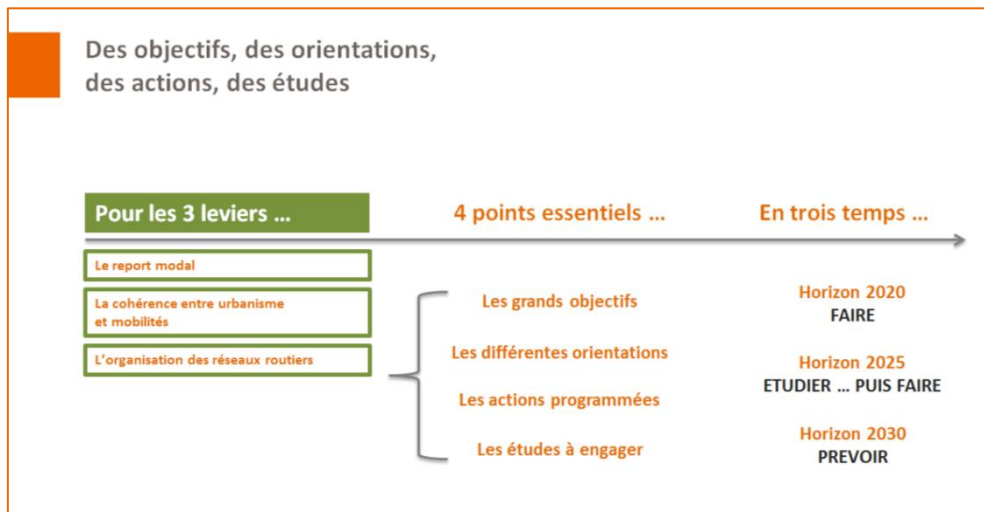 Des objectifs, des orientations,
des actions, des études
Pour les 3 leviers ...
4 points essentiels ...
En trois temps ...
Le report modal
La cohérence entre urbanisme
et mobilités
L'organisation des réseaux routiers
Les grands objectifs
Les différentes orientations
Les actions programmées
Les études à engager
Horizon 2020
FAIRE
Horizon 2025
ETUDIER ... PUIS FAIRE
Horizon 2030
PREVOIR